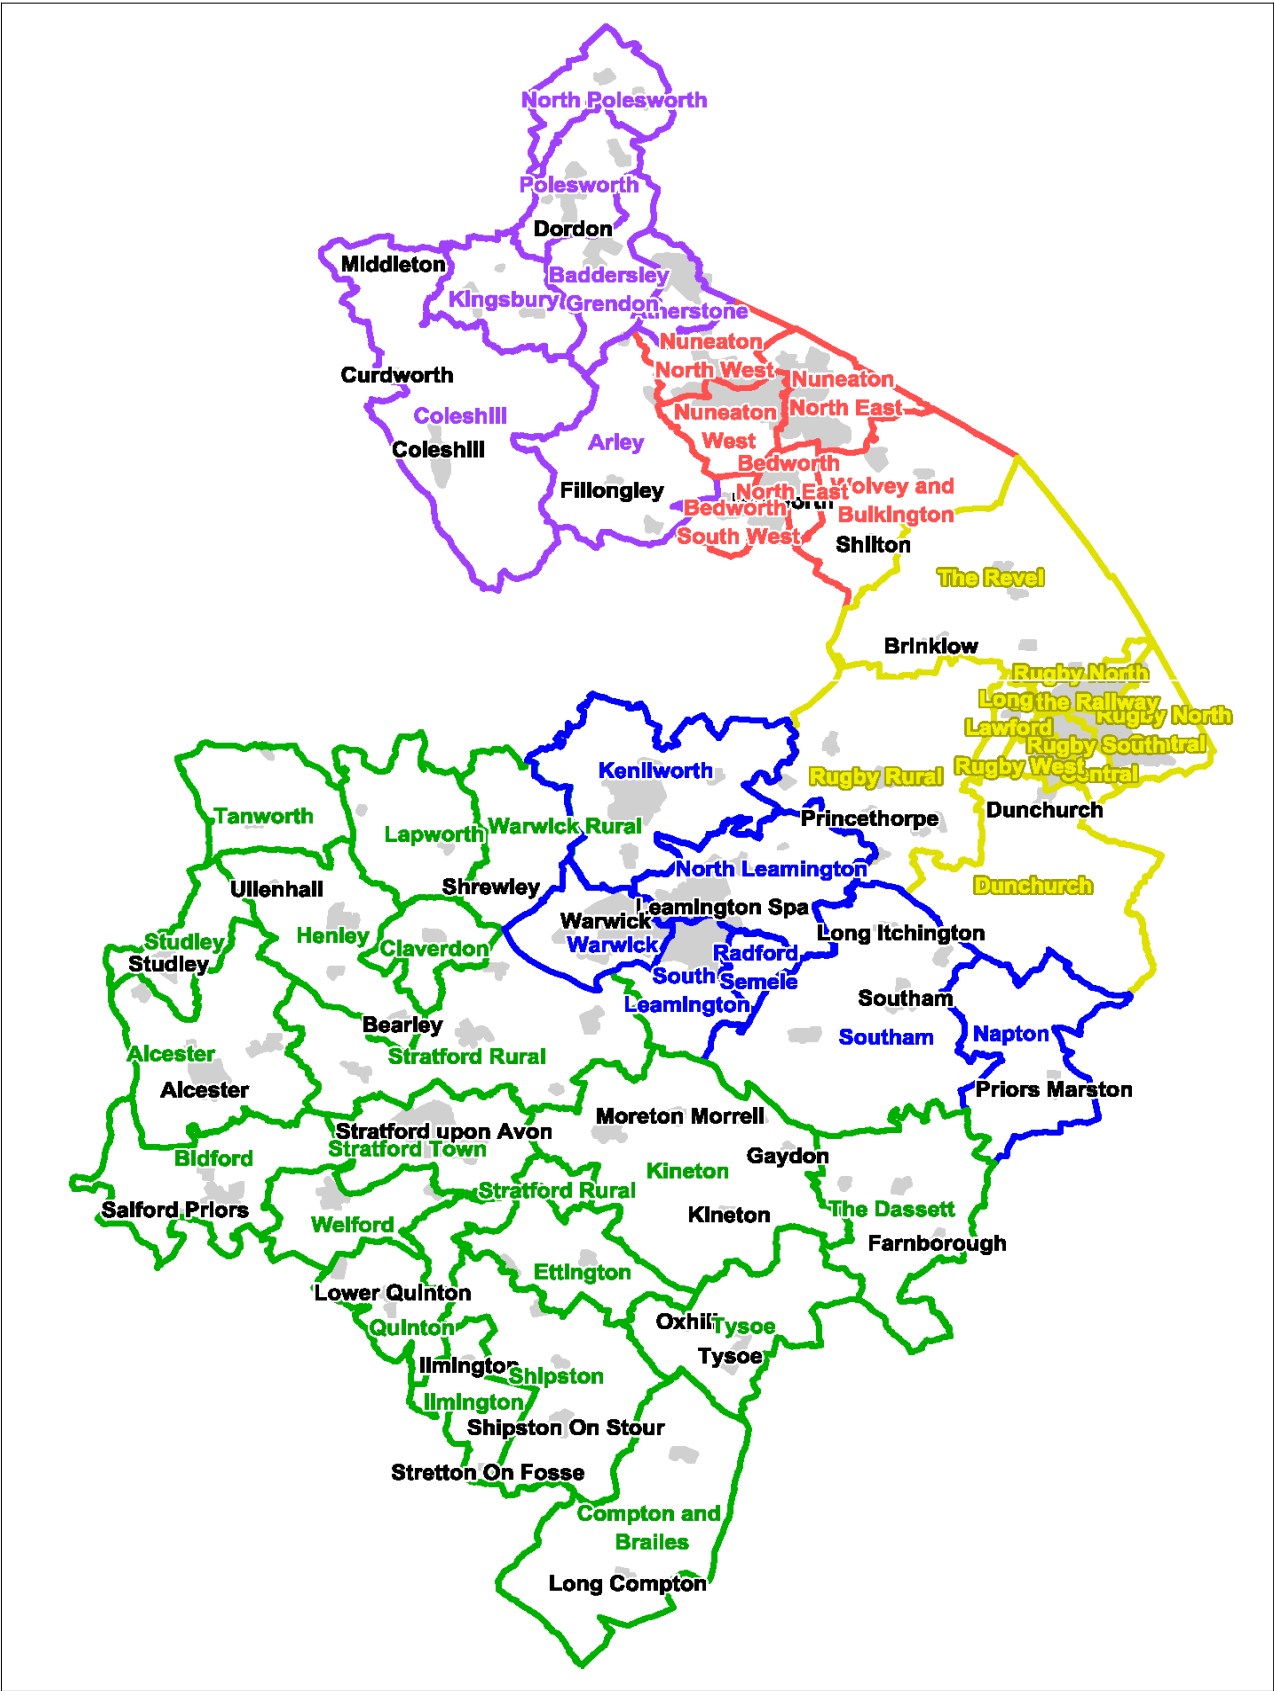 North Polesworth
Polesworth
Dordon
Middleton
Baddersley
Kingsbury
Grendon
Atherstone
Nuneaton
North West
Curdworth
Nuneaton
North East
Coleshill
Nuneaton
West
Arley
Coleshill
Bedworth
North East
Fillongley
Wolvey and
Bulkington
Bedworth
South West
Shilton
The Revel
Brinklow
Rugby North
Long
the Railway
Rugby North
Lawford
Rugby South
Rugby West
Central
Kenilworth
Rugby Rural
Dunchurch
Princethorpe
Tanworth
Lapworth
Warwick Rural
North Leamington
Ullenhall
Shrewley
Dunchurch
Leamington Spa
Warwick
Long Itchington
Henley
Studley
Studley
Claverdon
Warwick
Radford
Semele
South
Leamington
Southam
Bearley
Southam
Napton
Alcester
Stratford Rural
Alcester
Priors Marston
Moreton Morrell
Stratford upon Avon
Stratford Town
Gaydon
Bidford
Kineton
Stratford Rural
Salford Priors
Kineton
The Dassett
Welford
Farnborough
Ettington
Lower Quinton
Oxhill
Tysoe
Quinton
Tysoe
Ilmington
Shipston
Ilmington
Shipston On Stour
Stretton On Fosse
Compton and
Brailes
Long Compton